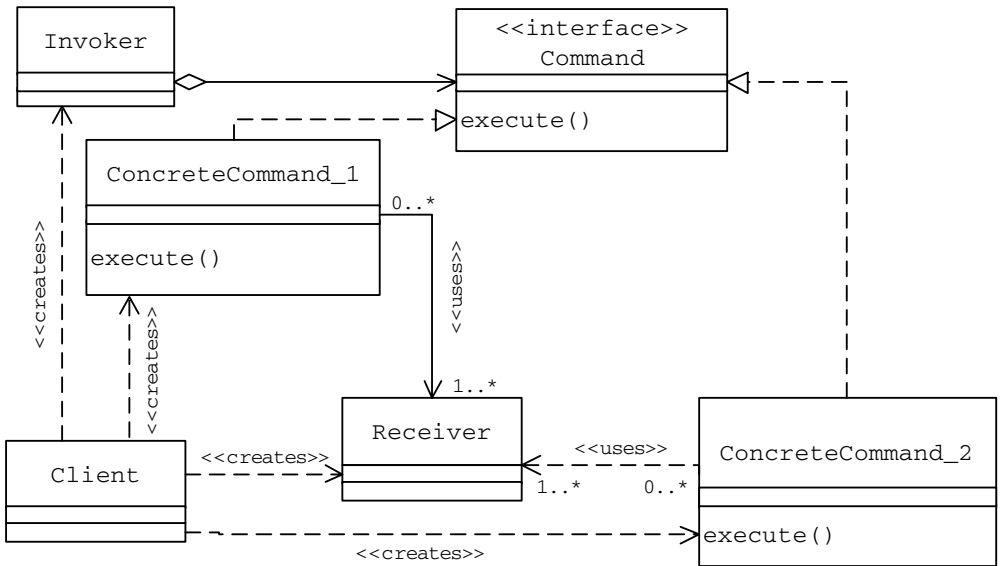 Invoker
<<interface>>
Command
execute()
ConcreteCommand_1
execute()
0..*
<<uses>>
1..*
<<creates>>
<<creates>>
Receiver
Client
<<creates>>
<<uses>>
1..*
0..*
ConcreteCommand_2
execute()
<<creates>>